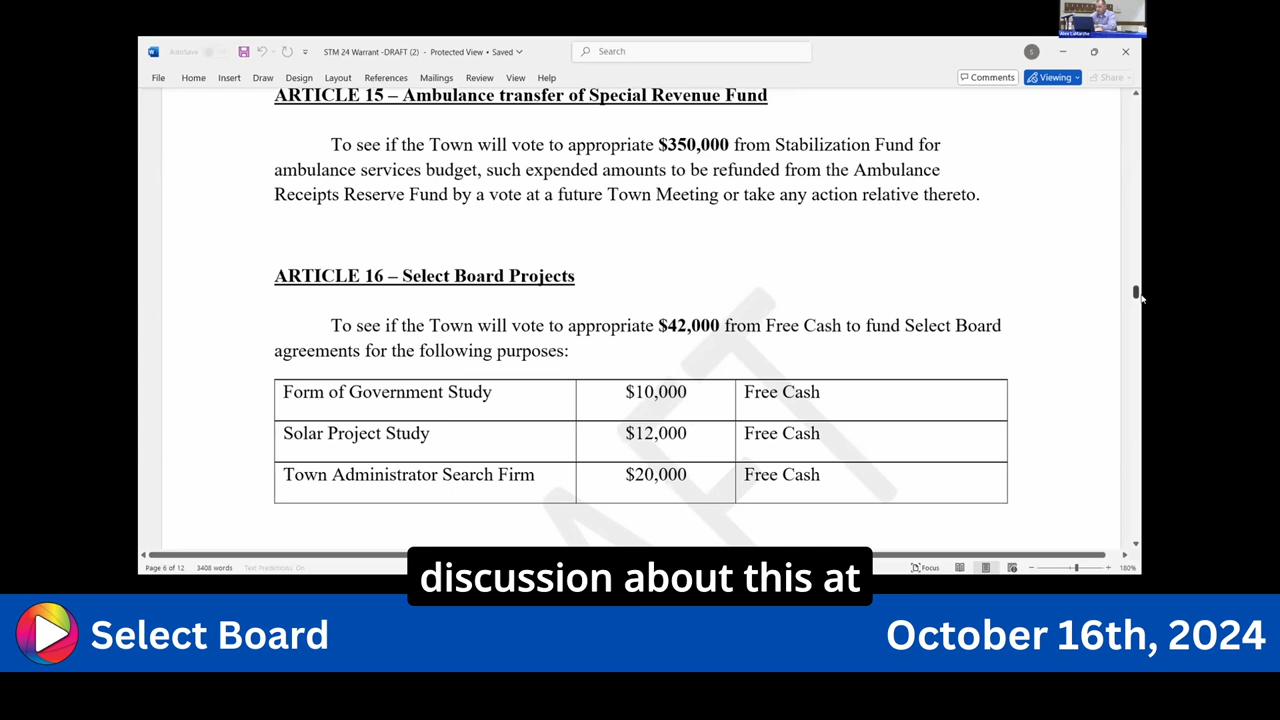 AutoSave
STM 24 Warrant -DRAFT (2) • Protected View • Saved
Search
S
File Home Insert Draw Design Layout References Mailings Review View Help
Comments Viewing Share
ARTICLE 15 – Ambulance transfer of Special Revenue Fund
To see if the Town will vote to appropriate $350,000 from Stabilization Fund for
ambulance services budget, such expended amounts to be refunded from the Ambulance
Receipts Reserve Fund by a vote at a future Town Meeting or take any action relative thereto.
ARTICLE 16 – Select Board Projects
To see if the Town will vote to appropriate $42,000 from Free Cash to fund Select Board
agreements for the following purposes:
Form of Government Study $10,000 Free Cash
Solar Project Study $12,000 Free Cash
Town Administrator Search Firm $20,000 Free Cash
AFT
Page 6 of 12 3408 words Text Predictions: On Focus 180%
discussion about this at
Select Board October 16th, 2024